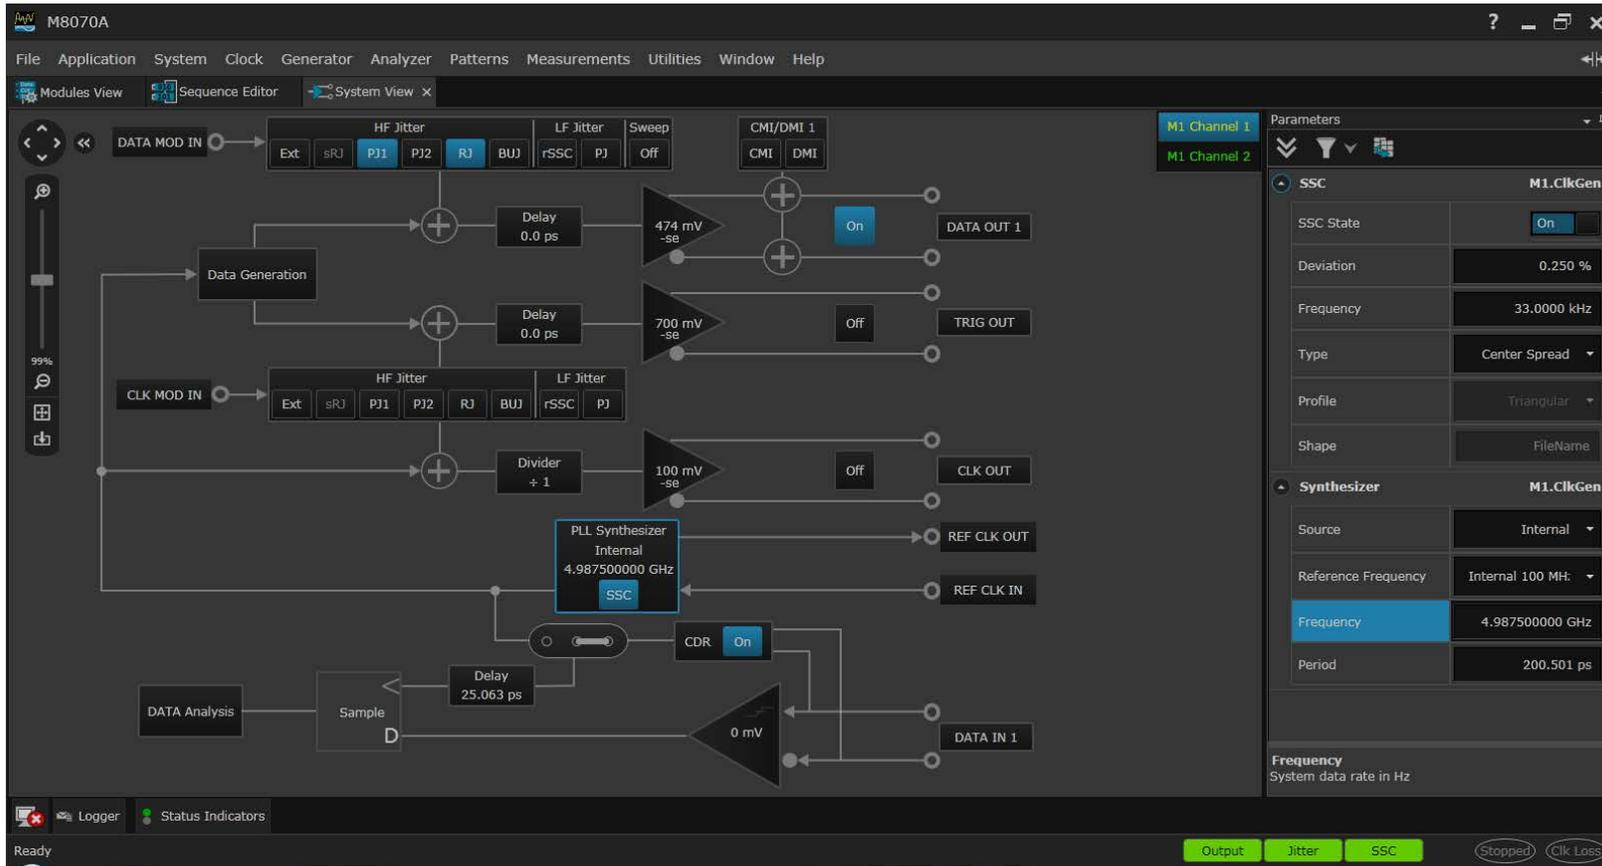 M8070A
File Application System Clock Generator Analyzer Patterns Measurements Utilities Window Help
Modules View Sequence Editor System View
DATA MOD IN
HF Jitter LF Jitter Sweep
Ext sRJ PJ1 PJ2 RJ BUJ rSSC PJ Off
CMI/DMI 1
CMI DMI
M1 Channel 1
M1 Channel 2
Delay
0.0 ps
474 mV
-se
On
DATA OUT 1
Data Generation
Delay
0.0 ps
700 mV
-se
Off
TRIG OUT
99%
CLK MOD IN
HF Jitter LF Jitter
Ext sRJ PJ1 PJ2 RJ BUJ rSSC PJ
Divider
÷ 1
100 mV
-se
Off
CLK OUT
PLL Synthesizer
Internal
4.987500000 GHz
SSC
REF CLK OUT
REF CLK IN
CDR On
Delay
25.063 ps
DATA Analysis
Sample
D
0 mV
DATA IN 1
Parameters
SSC M1.ClkGen
SSC State On
Deviation 0.250 %
Frequency 33.0000 kHz
Type Center Spread
Profile Triangular
Shape FileName
Synthesizer M1.ClkGen
Source Internal
Reference Frequency Internal 100 MH:
Frequency 4.987500000 GHz
Period 200.501 ps
Frequency
System data rate in Hz
Logger Status Indicators
Ready
Output Jitter SSC Stopped Clk Loss